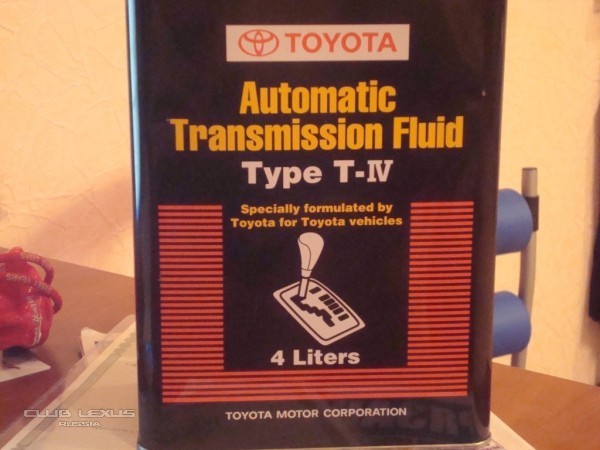 TOYOTA
Automatic
Transmission Fluid
Type T-IV
Specially formulated by
Toyota for Toyota vehicles
4 Liters
TOYOTA MOTOR CORPORATION
CLUB LEXUS
RUSSIA